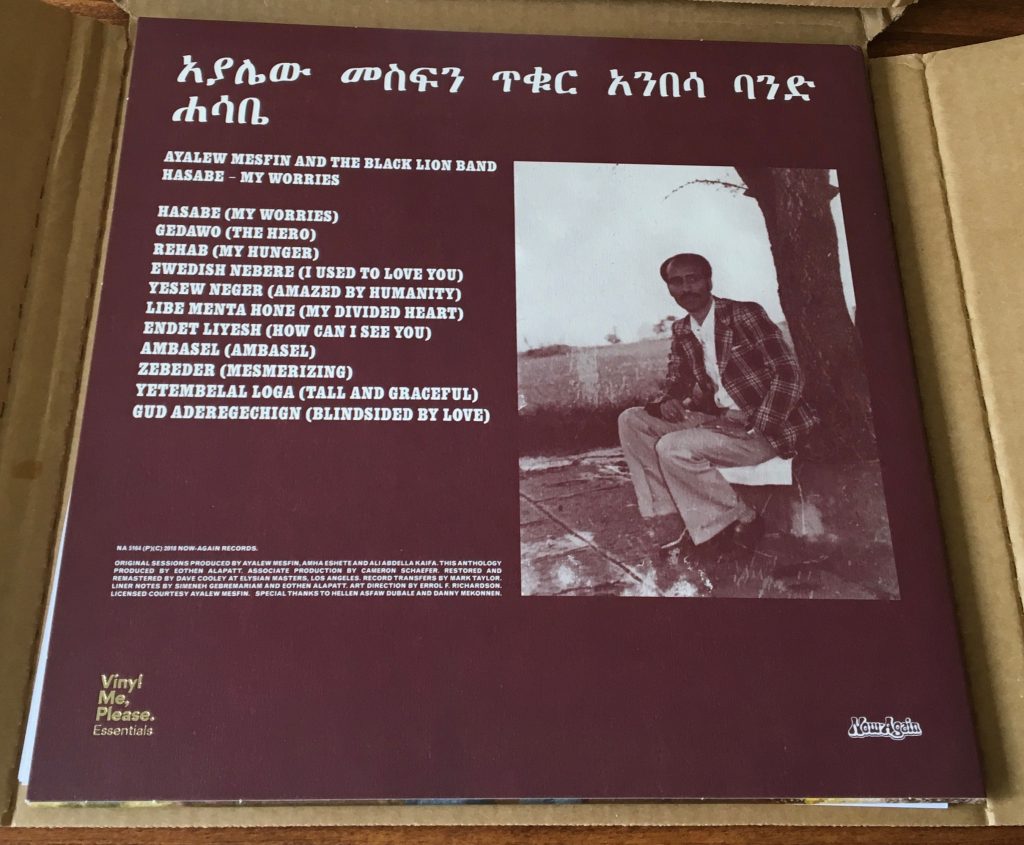 አያሌው መስፍን ጥቁር አንበሳ ባንድ
ሐሳቤ
AYALEW MESFIN AND THE BLACK LION BAND
HASABE – MY WORRIES
HASABE (MY WORRIES)
GEDAWO (THE HERO)
REHAB (MY HUNGER)
EWEDISH NEBERE (I USED TO LOVE YOU)
YESEW NEGER (AMAZED BY HUMANITY)
LIBE MENTA HONE (MY DIVIDED HEART)
ENDET LIYESH (HOW CAN I SEE YOU)
AMBASEL (AMBASEL)
ZEBEDER (MESMERIZING)
YETEMBELAL LOGA (TALL AND GRACEFUL)
GUD ADEREGECHIGN (BLINDSIDED BY LOVE)
NA 5164 (P)(C) 2018 NOW-AGAIN RECORDS.
ORIGINAL SESSIONS PRODUCED BY AYALEW MESFIN, AMHA ESHETE AND ALI ABDELLA KAIFA. THIS ANTHOLOGY
PRODUCED BY EOTHEN ALAPATT. ASSOCIATE PRODUCTION BY CAMERON SCHAEFER. RESTORED AND
REMASTERED BY DAVE COOLEY AT ELYSIAN MASTERS, LOS ANGELES. RECORD TRANSFERS BY MARK TAYLOR.
LINER NOTES BY SIMENEH GEBREMARIAM AND EOTHEN ALAPATT. ART DIRECTION BY ERROL F. RICHARDSON.
LICENSED COURTESY AYALEW MESFIN. SPECIAL THANKS TO HELLEN ASFAW DUBALE AND DANNY MEKONNEN.
Vinyl
Me,
Please.
Essentials
Now-Again